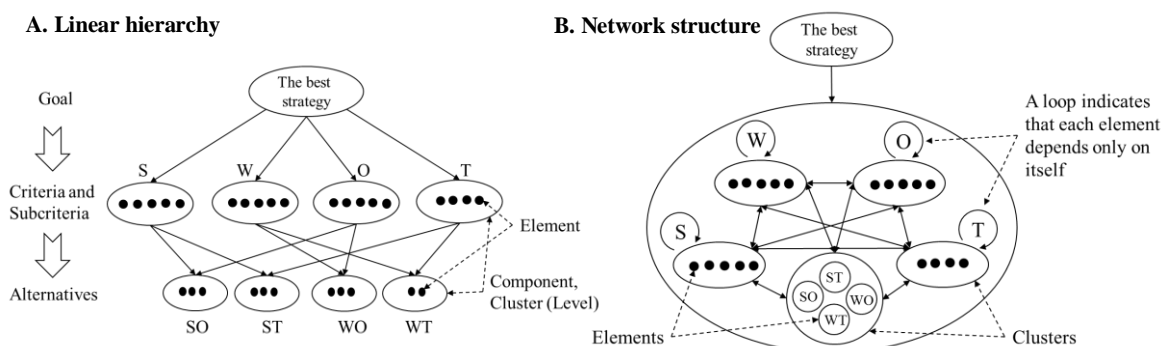 A. Linear hierarchy
Goal
Criteria and
Subcriteria
Alternatives
The best
strategy
S
W
O
T
SO
ST
WO
WT
Element
Component,
Cluster (Level)
B. Network structure
The best
strategy
W
O
S
T
ST
SO
WO
WT
A loop indicates
that each element
depends only on
itself
Elements
Clusters